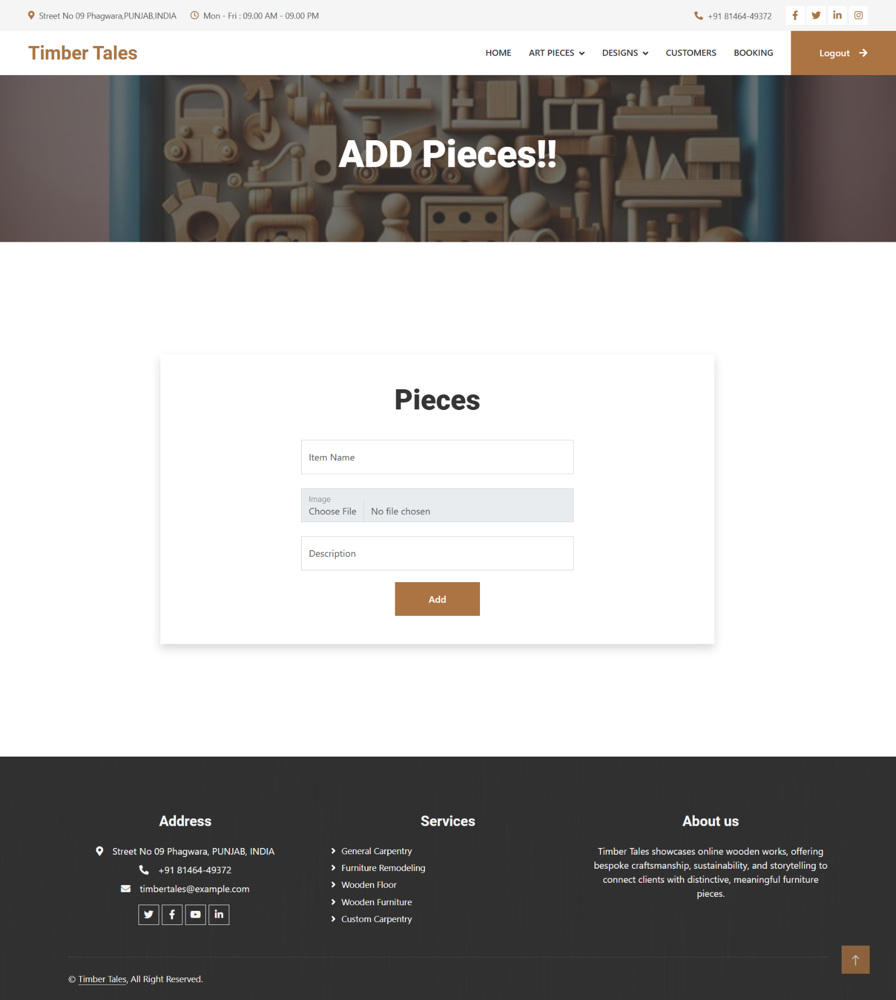 Street No 09 Phagwara,PUNJAB,INDIA Mon - Fri : 09.00 AM - 09.00 PM +91 81464-49372
Timber Tales HOME ART PIECES DESIGNS CUSTOMERS BOOKING Logout
ADD Pieces!!
Pieces
Item Name
Image
Choose File No file chosen
Description
Add
Address
Street No 09 Phagwara, PUNJAB, INDIA
+91 81464-49372
timbertales@example.com
Services
General Carpentry
Furniture Remodeling
Wooden Floor
Wooden Furniture
Custom Carpentry
About us
Timber Tales showcases online wooden works, offering
bespoke craftsmanship, sustainability, and storytelling to
connect clients with distinctive, meaningful furniture
pieces.
© Timber Tales, All Right Reserved.